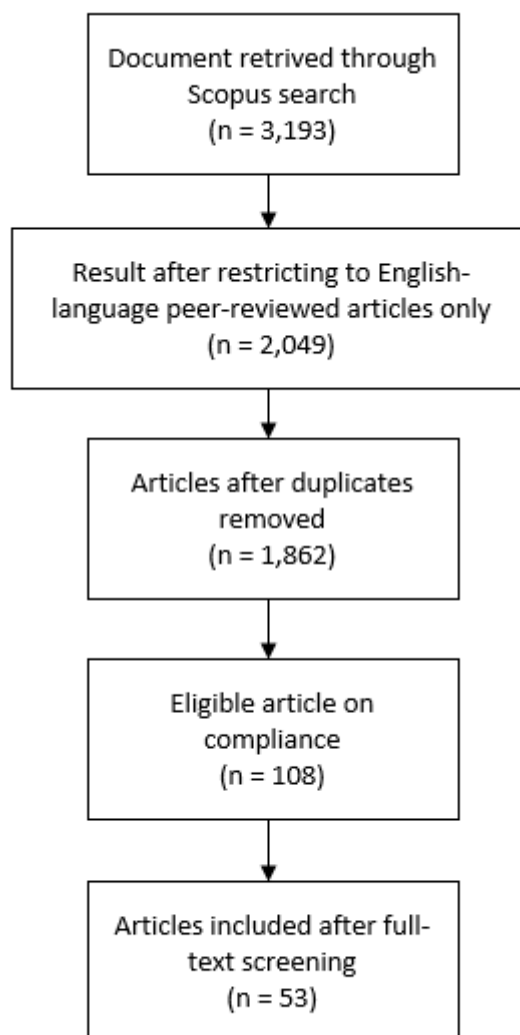 Document retrived through
Scopus search
(n = 3,193)
Result after restricting to English-
language peer-reviewed articles only
(n = 2,049)
Articles after duplicates
removed
(n = 1,862)
Eligible article on
compliance
(n = 108)
Articles included after full-
text screening
(n = 53)